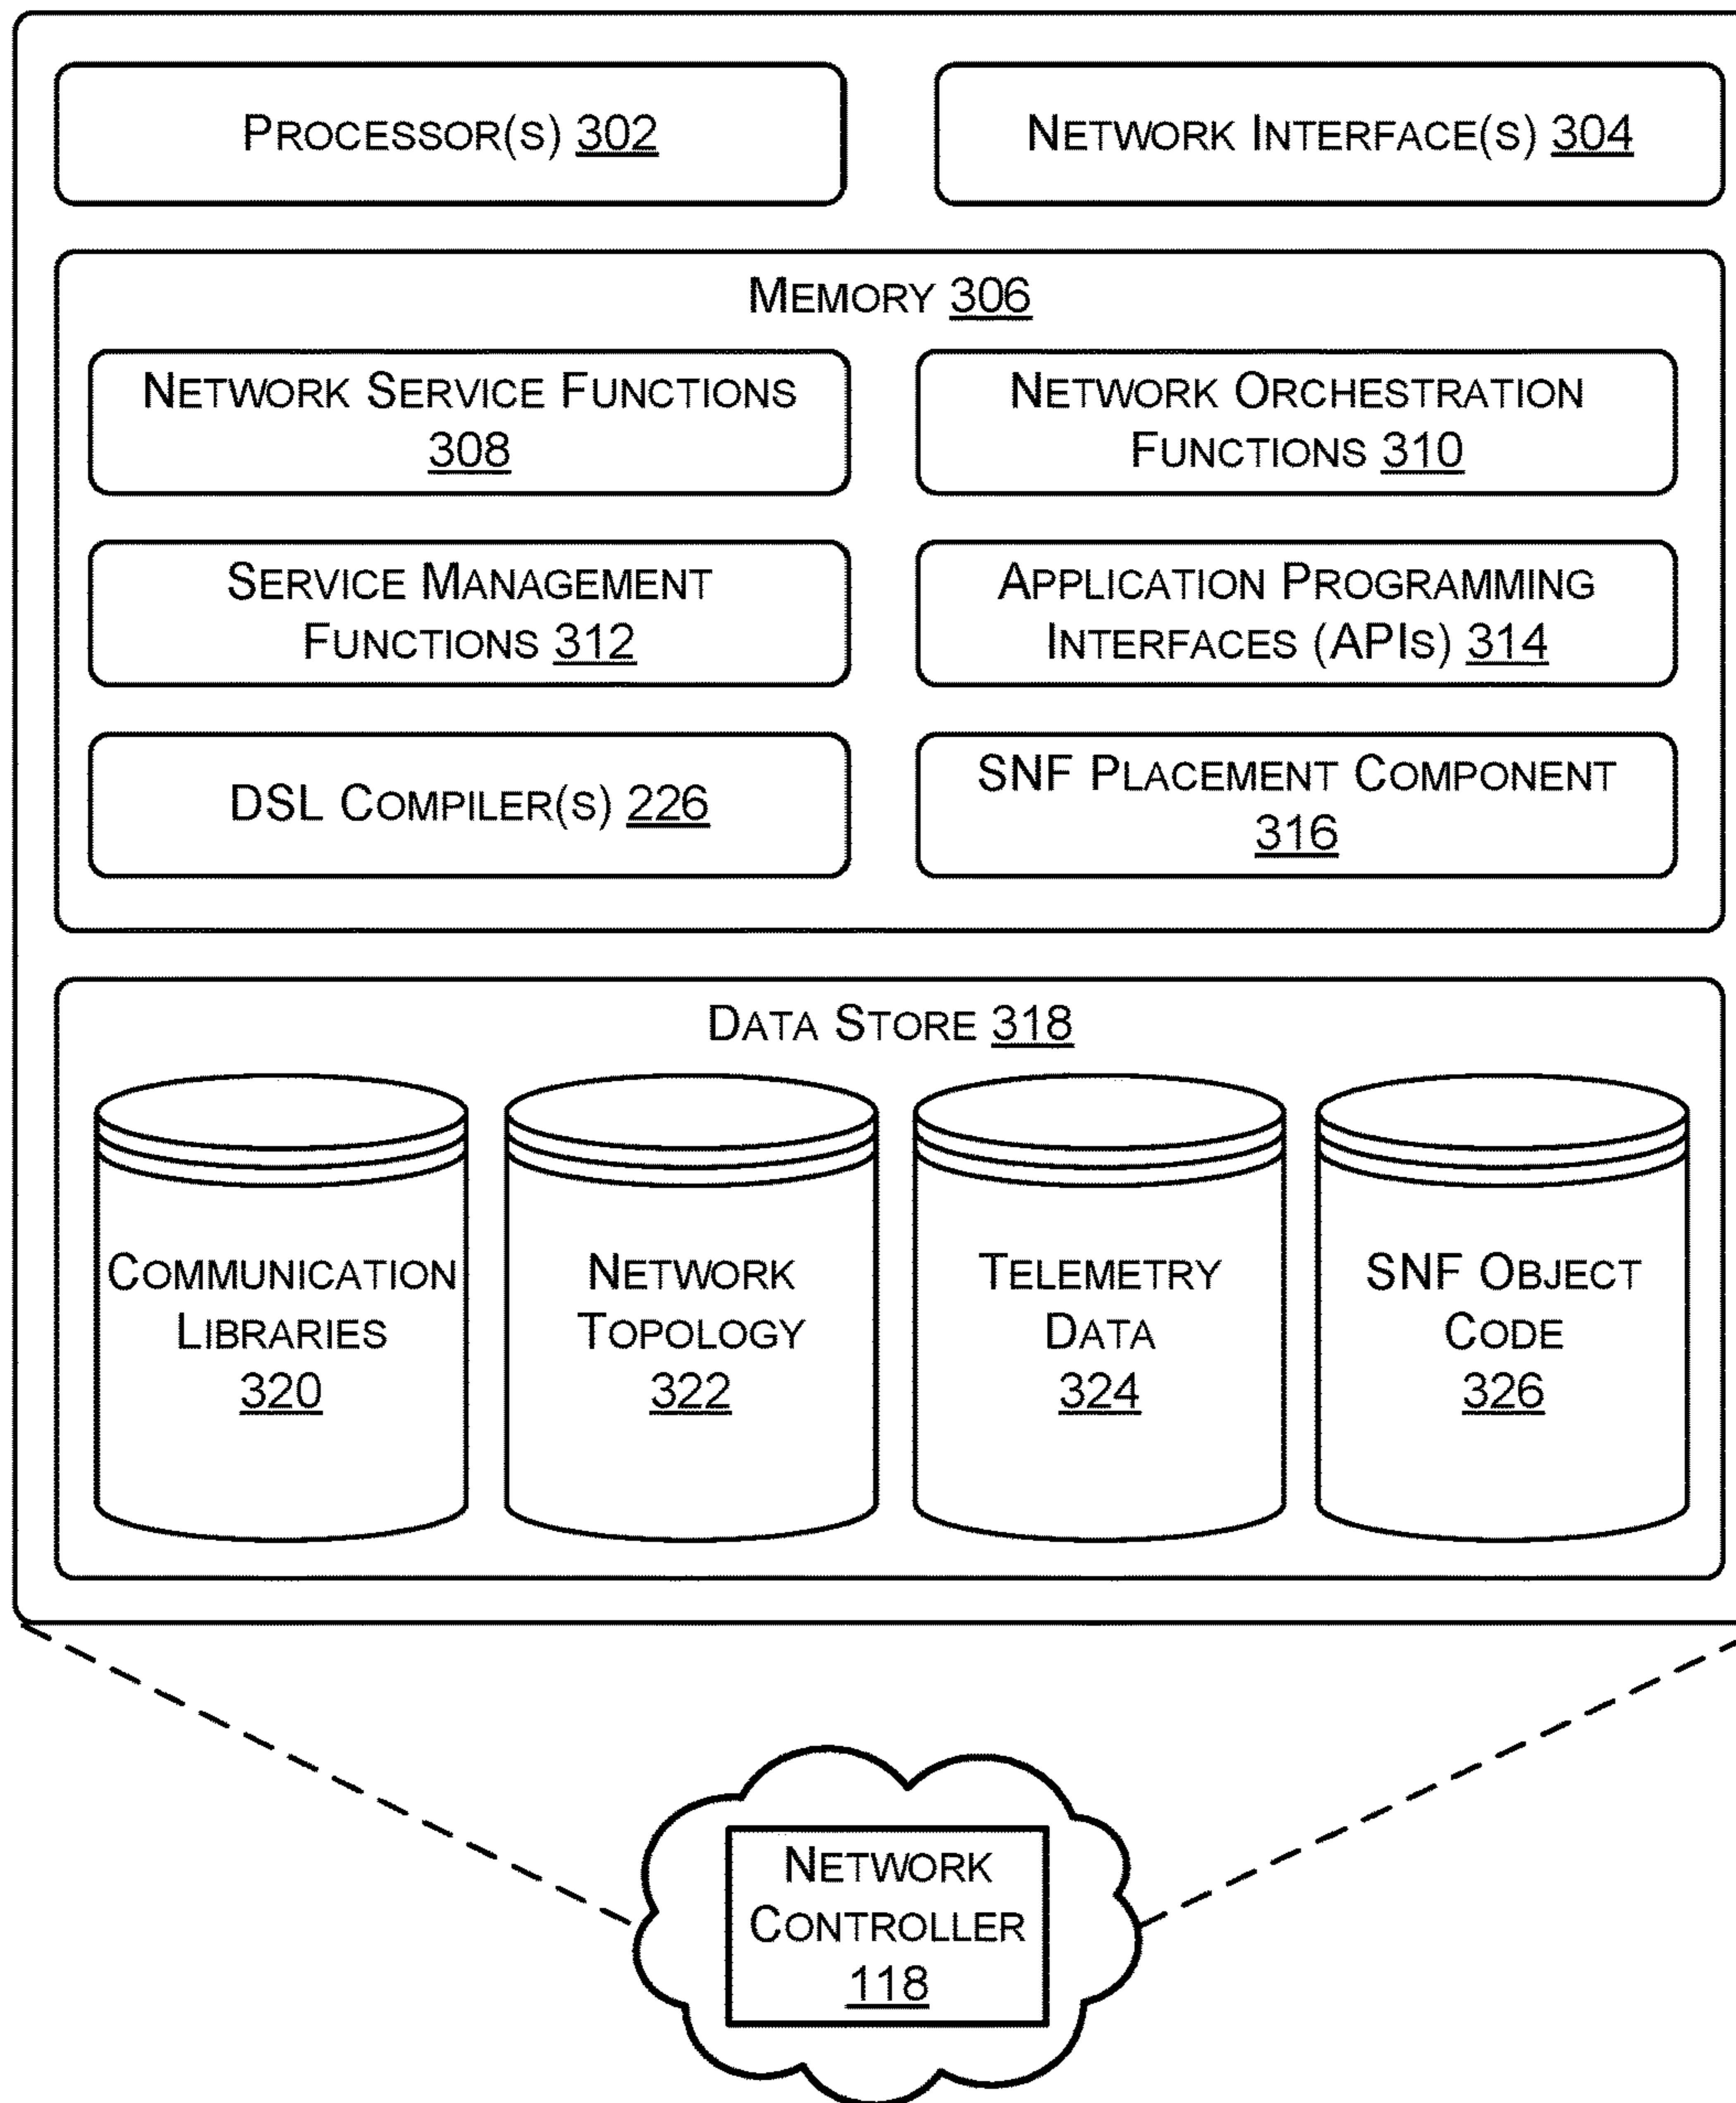 PROCESSOR(S) 302
NETWORK INTERFACE(S) 304
MEMORY 306
NETWORK SERVICE FUNCTIONS
308
NETWORK ORCHESTRATION
FUNCTIONS 310
SERVICE MANAGEMENT
FUNCTIONS 312
APPLICATION PROGRAMMING
INTERFACES (APIS) 314
DSL COMPILER(S) 226
SNF PLACEMENT COMPONENT
316
DATA STORE 318
COMMUNICATION
LIBRARIES
320
NETWORK
TOPOLOGY
322
TELEMETRY
DATA
324
SNF OBJECT
CODE
326
NETWORK
CONTROLLER
118